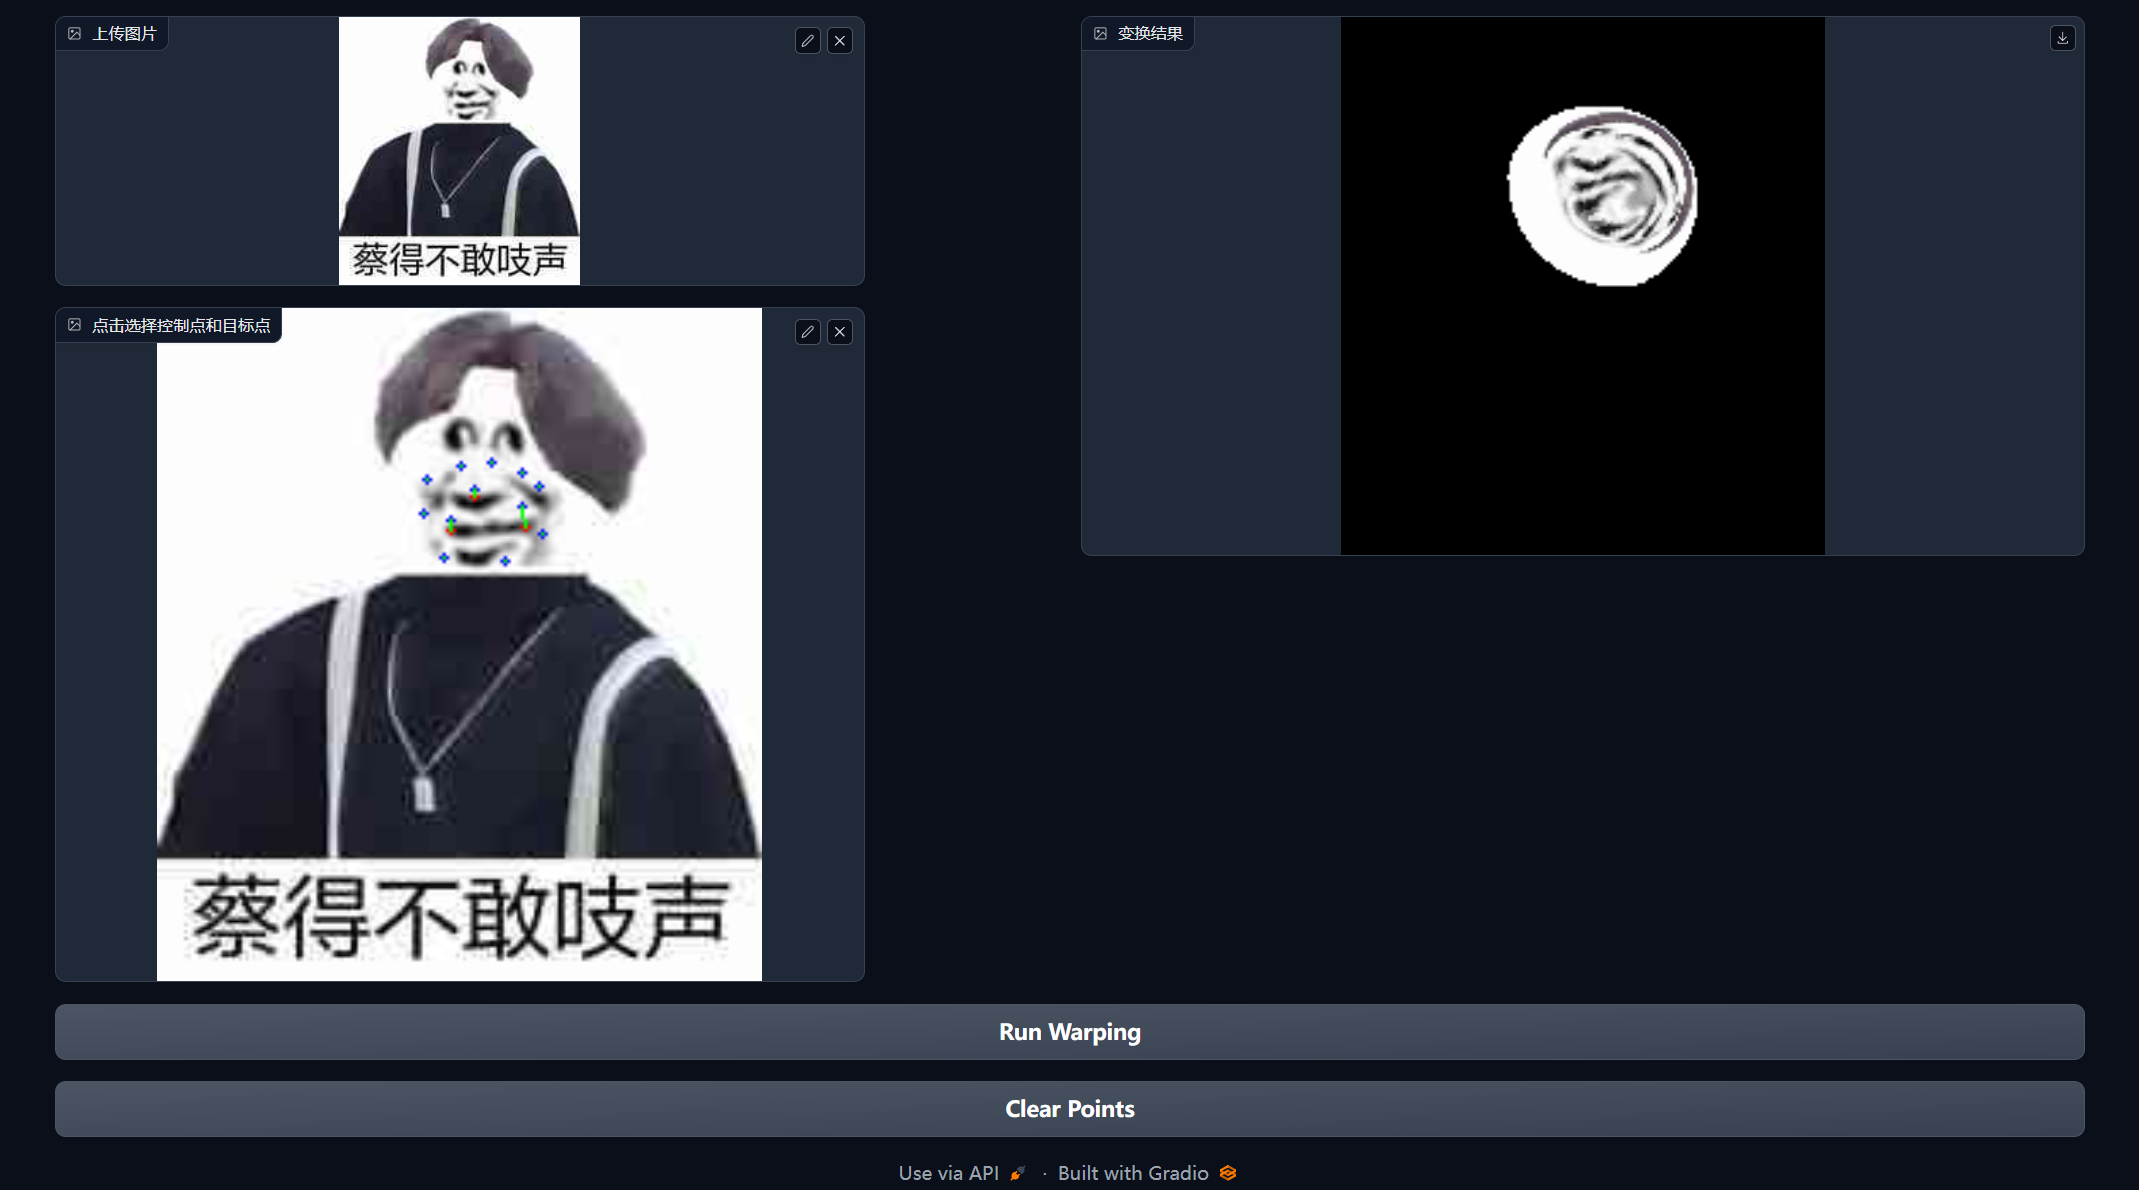 上传图片
蔡得不敢吱声
变换结果
点击选择控制点和目标点
蔡得不敢吱声
Run Warping
Clear Points
Use via API · Built with Gradio